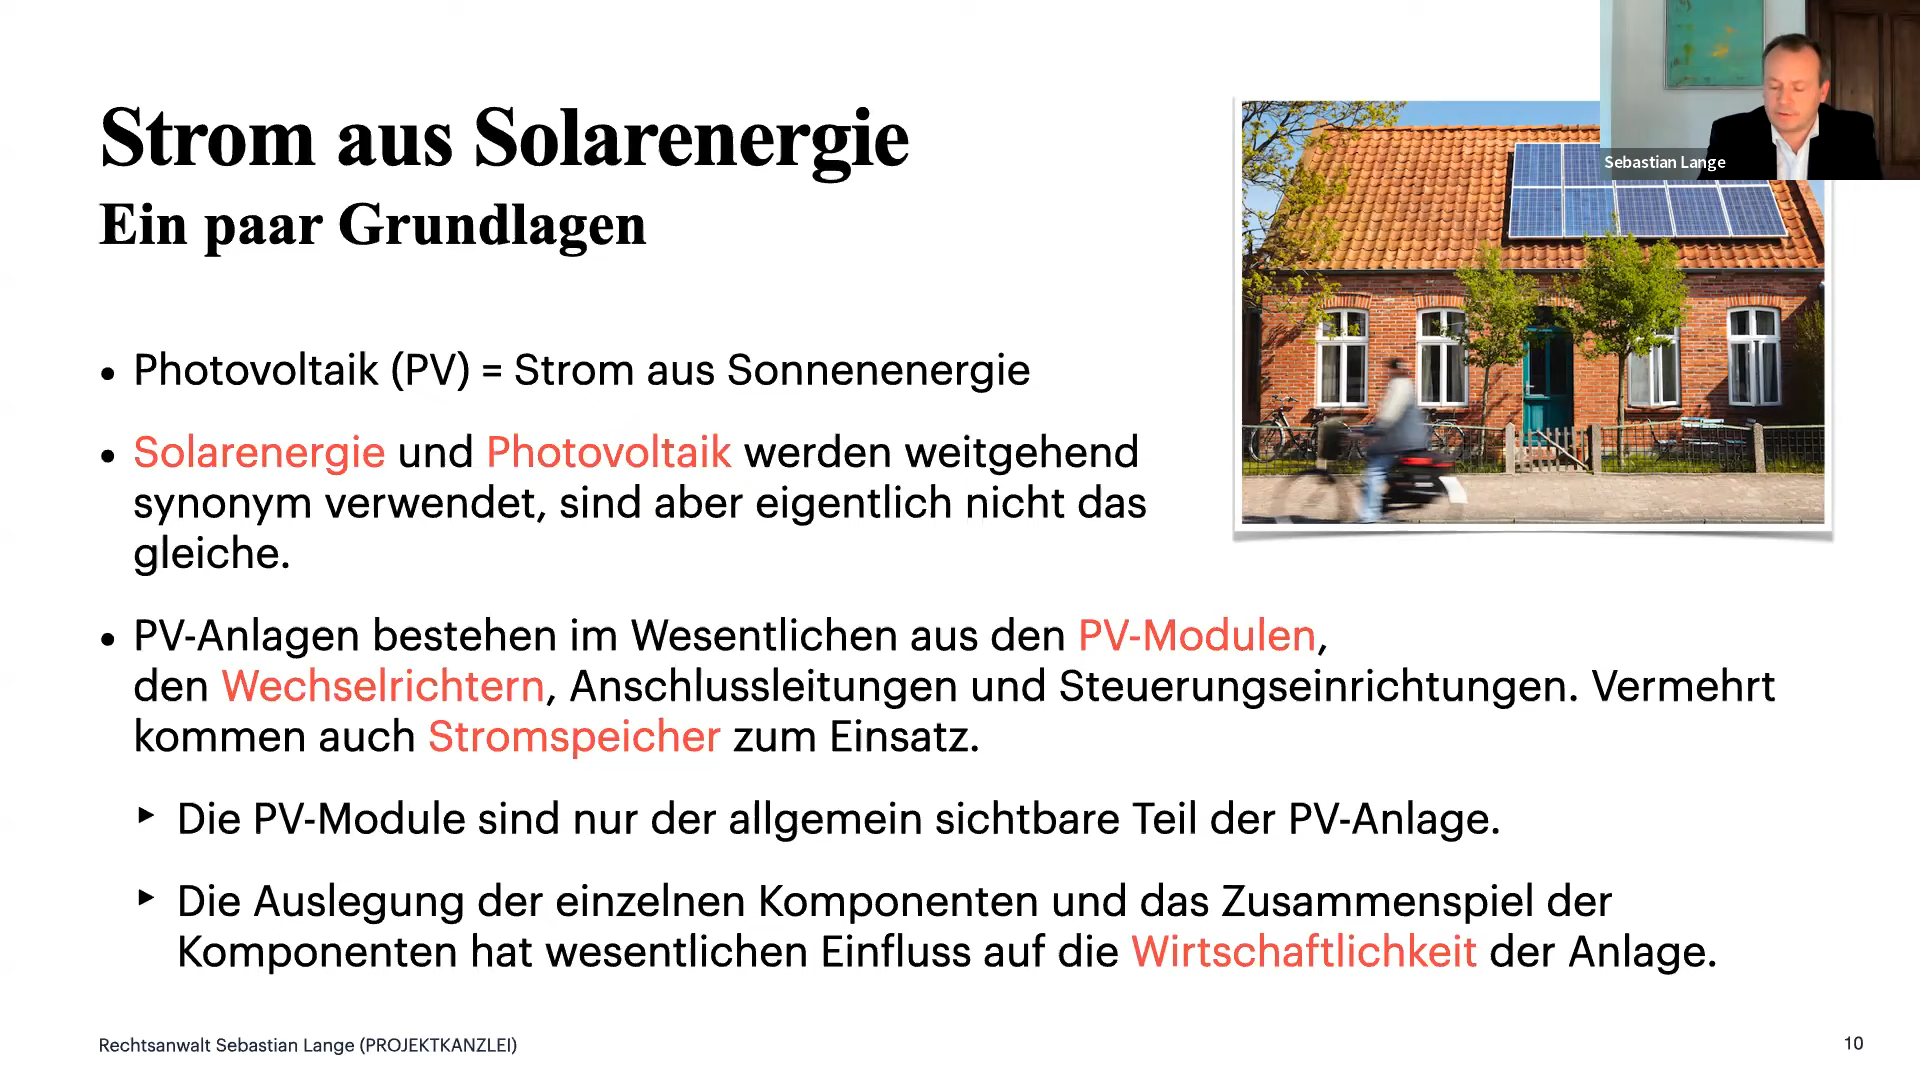 Strom aus Solarenergie
Ein paar Grundlagen
Sebastian Lange
• Photovoltaik (PV) = Strom aus Sonnenenergie
• Solarenergie und Photovoltaik werden weitgehend
synonym verwendet, sind aber eigentlich nicht das
gleiche.
• PV-Anlagen bestehen im Wesentlichen aus den PV-Modulen,
den Wechselrichtern, Anschlussleitungen und Steuerungseinrichtungen. Vermehrt
kommen auch Stromspeicher zum Einsatz.
‣ Die PV-Module sind nur der allgemein sichtbare Teil der PV-Anlage.
‣ Die Auslegung der einzelnen Komponenten und das Zusammenspiel der
Komponenten hat wesentlichen Einfluss auf die Wirtschaftlichkeit der Anlage.
Rechtsanwalt Sebastian Lange (PROJEKTKANZLEI)
10